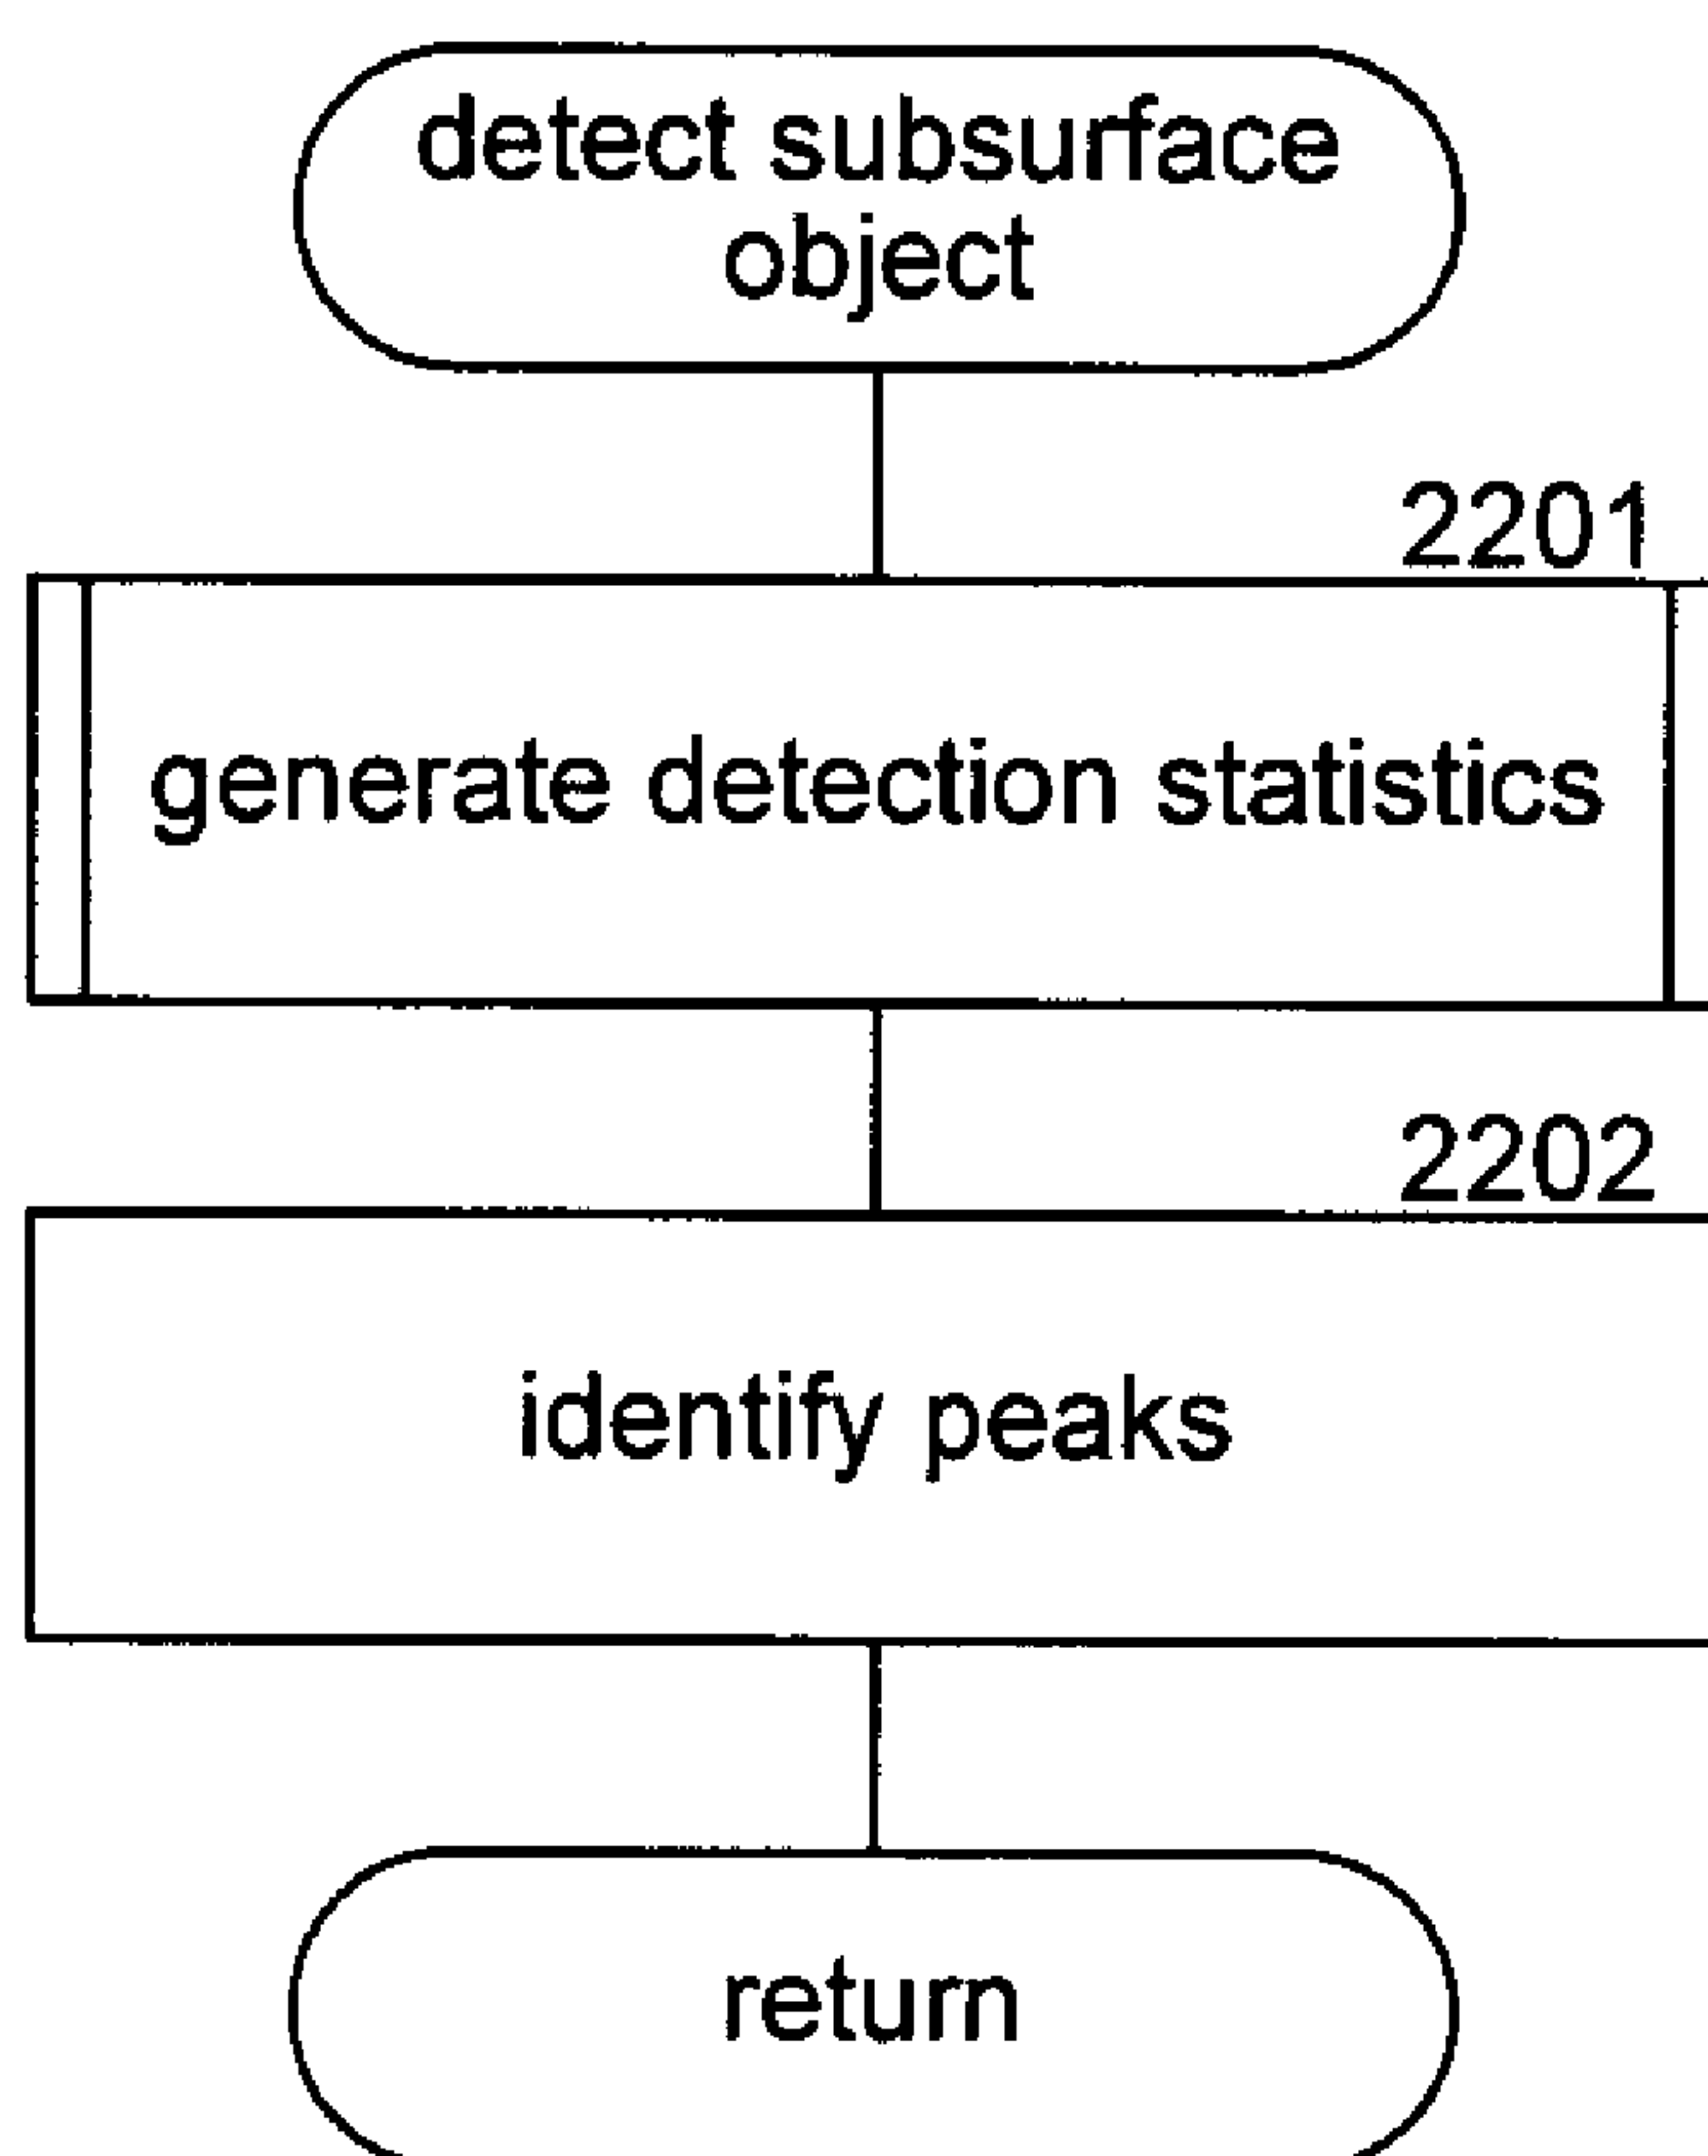 detect subsurface
object
2201
generate detection statistics
2202
identify peaks
return